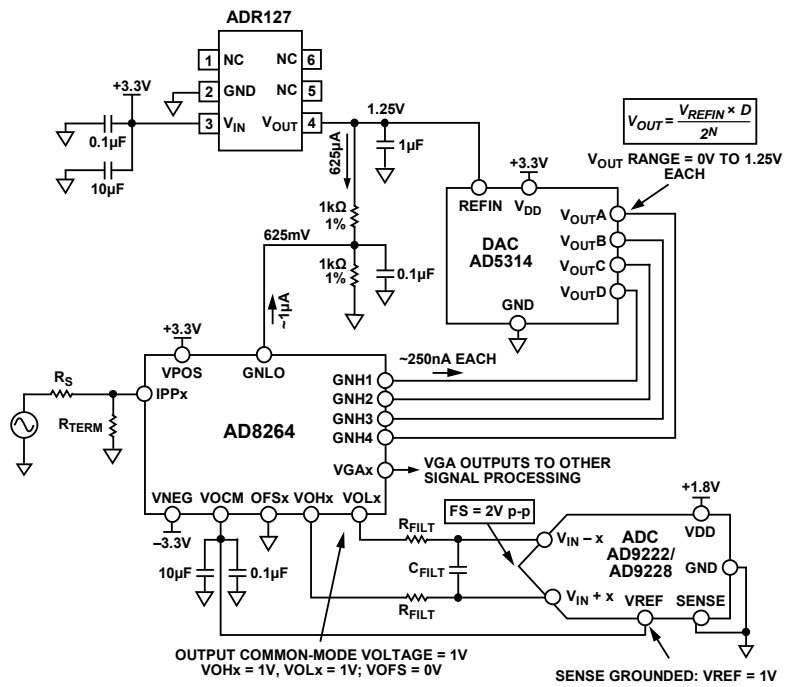 ADR127
1 NC NC 6
2 GND NC 5
3 VIN VOUT 4
+3.3V
0.1µF
10µF
1.25V
625µA
1µF
1kΩ
1%
625mV
1kΩ
1%
0.1µF
~1µA
VOUT = VREFIN × D
2N
VOUT RANGE = 0V TO 1.25V
EACH
+3.3V
REFIN
VDD
DAC
AD5314
VOUTA
VOUTB
VOUTC
VOUTD
GND
+3.3V
VPOS
GNLO
~250nA EACH
GNH1
GNH2
GNH3
GNH4
RS
IPPx
RTERM
AD8264
VGAx
VGA OUTPUTS TO OTHER
SIGNAL PROCESSING
VNEG VOCM OFSx VOHx VOLx
–3.3V
10µF
0.1µF
RFILT
CFILT
RFILT
FS = 2V p-p
+1.8V
VDD
ADC
AD9222/
AD9228
VIN – x
VIN + x
GND
VREF
SENSE
OUTPUT COMMON-MODE VOLTAGE = 1V
VOHx = 1V, VOLx = 1V; VOFS = 0V
SENSE GROUNDED: VREF = 1V